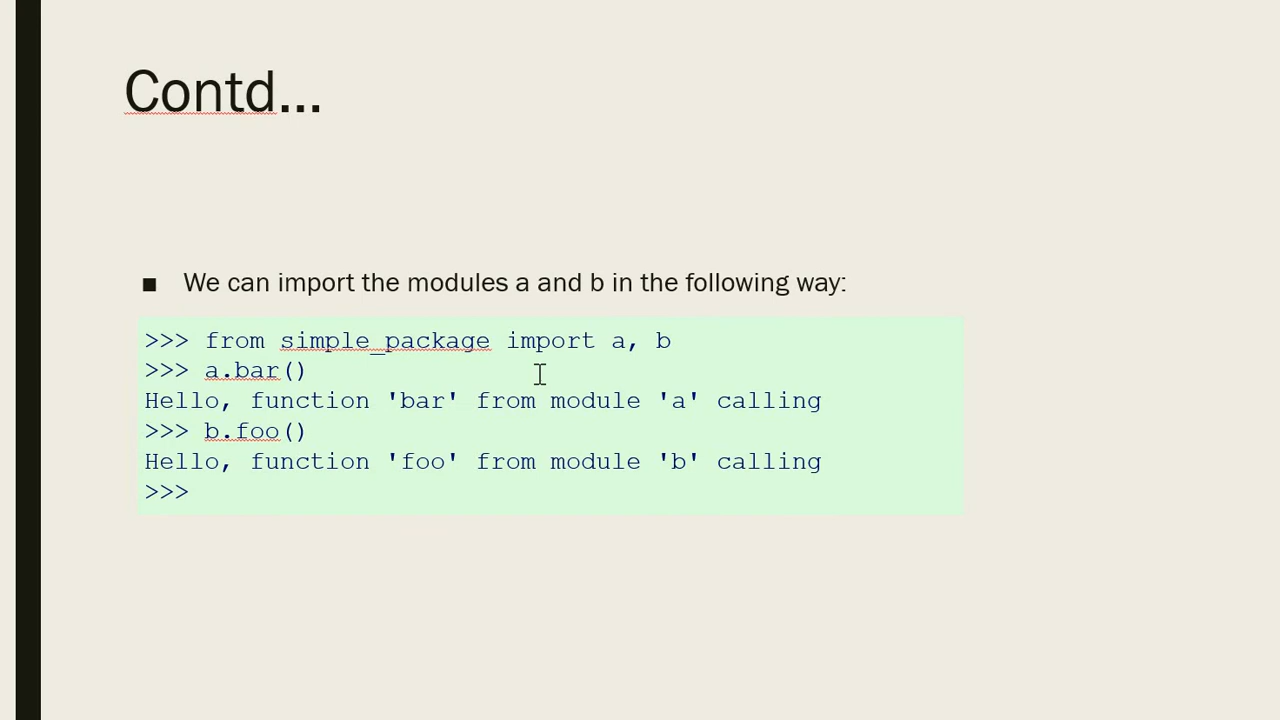 Contd...
■ We can import the modules a and b in the following way:
>>> from simple_package import a, b
>>> a.bar()
Hello, function 'bar' from module 'a' calling
>>> b.foo()
Hello, function 'foo' from module 'b' calling
>>>